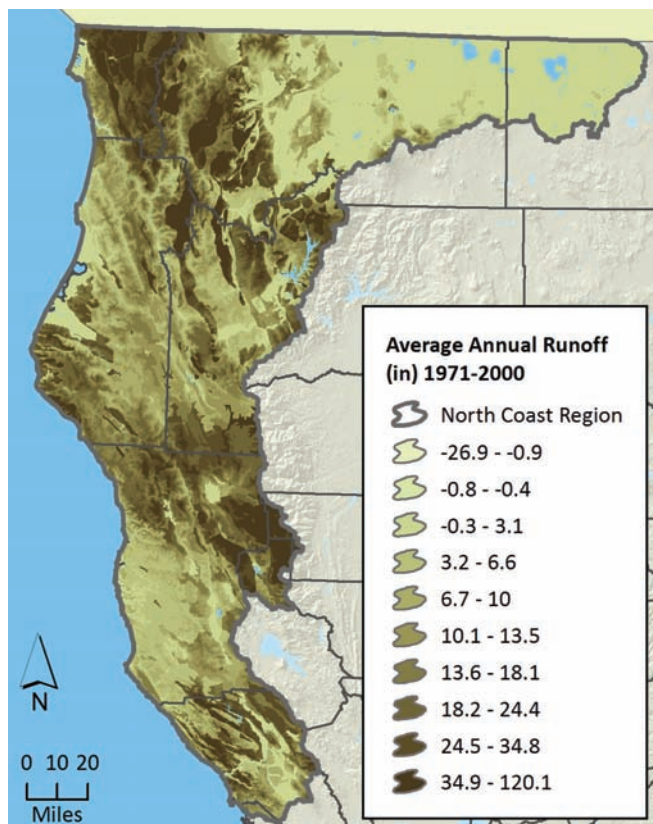 Average Annual Runoff
(in) 1971-2000
North Coast Region
-26.9 - -0.9
-0.8 - -0.4
-0.3 - 3.1
3.2 - 6.6
6.7 - 10
10.1 - 13.5
13.6 - 18.1
18.2 - 24.4
24.5 - 34.8
34.9 - 120.1
N
0 10 20
Miles